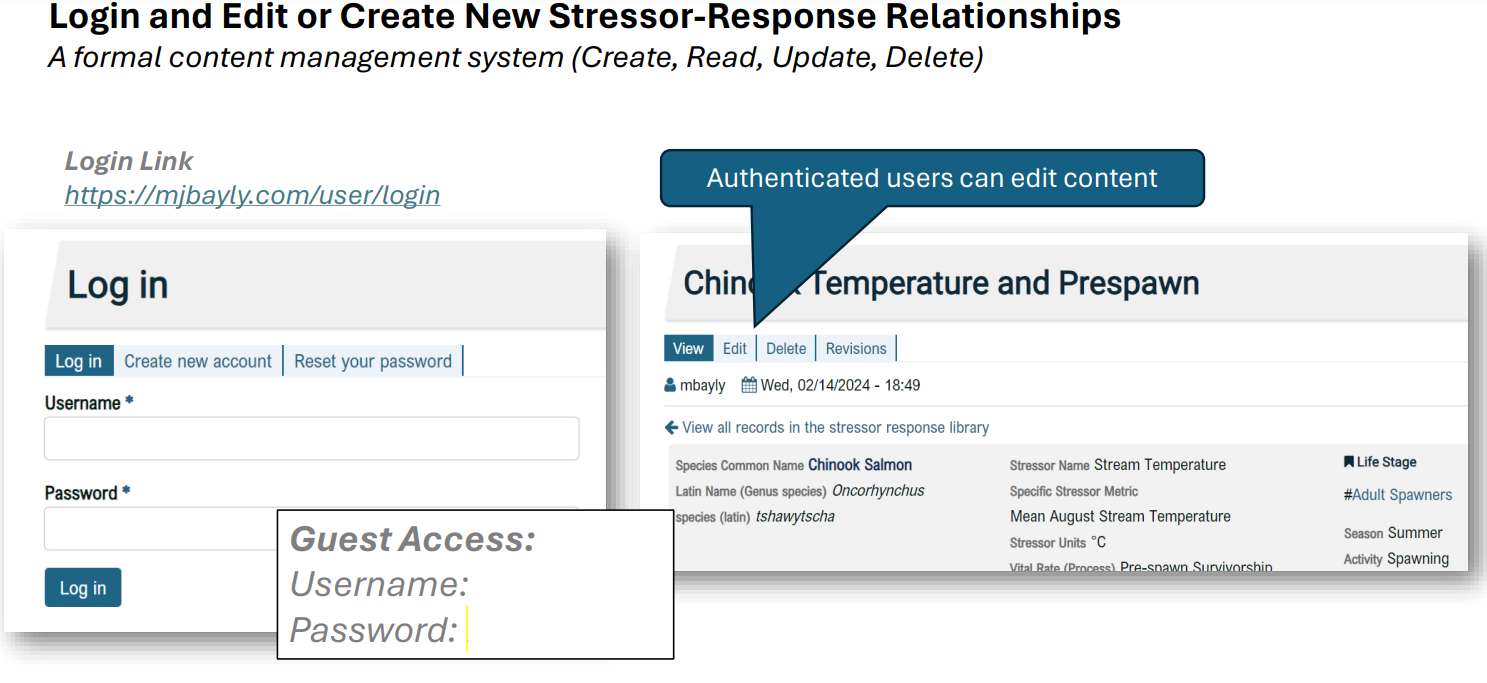 Login and Edit or Create New Stressor-Response Relationships
A formal content management system (Create, Read, Update, Delete)
Login Link
https://mjbayly.com/user/login
Log in
Log in
Create new account
Reset your password
Username *
Password *
Log in
Guest Access:
Username:
Password:
Authenticated users can edit content
Temperature and Prespawn
View
Edit
Delete
Revisions
mbayly Wed, 02/14/2024 - 18:49
View all records in the stressor response library
Species Common Name Chinook Salmon
Latin Name (Genus species) Oncorhynchus
species (latin) tshawytscha
Stressor Name Stream Temperature
Specific Stressor Metric
Mean August Stream Temperature
Stressor Units °C
Vital Rate (Process) Pre-spawn Survivorship
Life Stage
#Adult Spawners
Season Summer
Activity Spawning